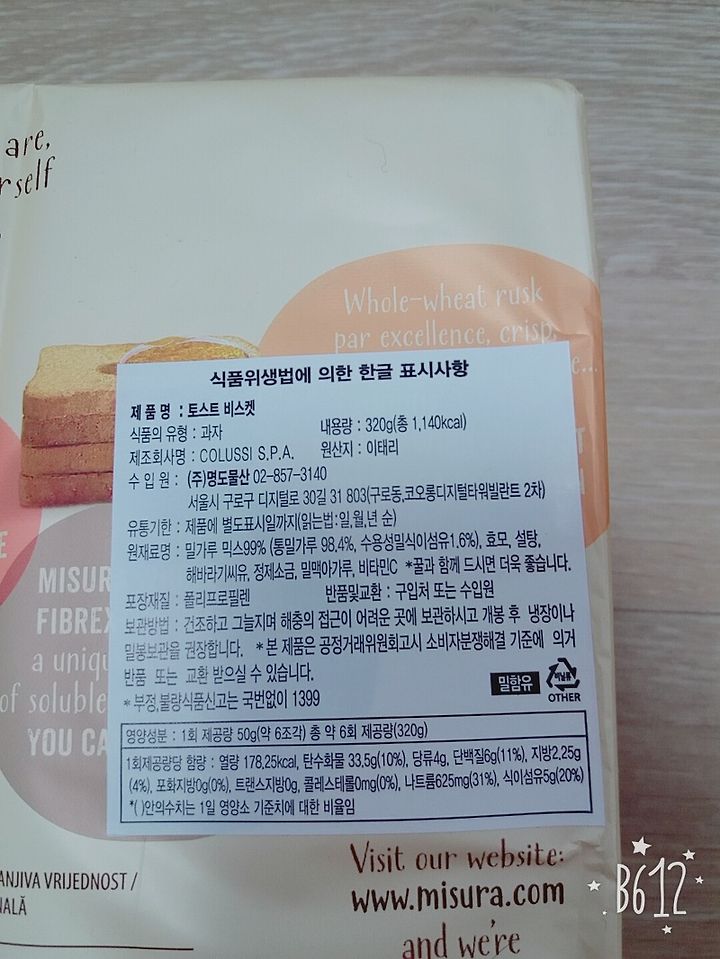 are,
rself
Whole-wheat rusk
par excellence, crisp,
식품위생법에 의한 한글 표시사항
제 품 명 : 토스트 비스켓
식품의 유형 : 과자
내용량 : 320g(총 1,140kcal)
제조회사명 : COLUSSI S.P.A.
원산지 : 이태리
수 입 원 : (주)명도물산 02-857-3140
서울시 구로구 디지털로 30길 31 803(구로동,코오롱디지털타워빌란트 2차)
유통기한 : 제품에 별도표시일까지(읽는법:일,월,년 순)
원재료명 : 밀가루 믹스99% (통밀가루 98.4%, 수용성밀식이섬유1.6%), 효모, 설탕,
해바라기씨유, 정제소금, 밀맥아가루, 비타민C *꿀과 함께 드시면 더욱 좋습니다.
포장재질 : 폴리프로필렌
반품및교환 : 구입처 또는 수입원
보관방법 : 건조하고 그늘지며 해충의 접근이 어려운 곳에 보관하시고 개봉 후 냉장이나
밀봉보관을 권장합니다. *본 제품은 공정거래위원회고시 소비자분쟁해결 기준에 의거
반품 또는 교환 받으실 수 있습니다.
*부정,불량식품신고는 국번없이 1399
밀함유
OTHER
영양성분 : 1회 제공량 50g(약 6조각) 총 약 6회 제공량(320g)
1회제공량당 함량 : 열량 178,25kcal, 탄수화물 33.5g(10%), 당류4g, 단백질6g(11%), 지방2.25g
(4%), 포화지방0g(0%), 트랜스지방0g, 콜레스테롤0mg(0%), 나트륨625mg(31%), 식이섬유5g(20%)
*( )안의수치는 1일 영양소 기준치에 대한 비율임
MISUR
FIBREX
a uniqu
of soluble
YOU CA
ANJIVA VRIJEDNOST /
NALĂ
Visit our website:
www.misura.com
and we're
B612